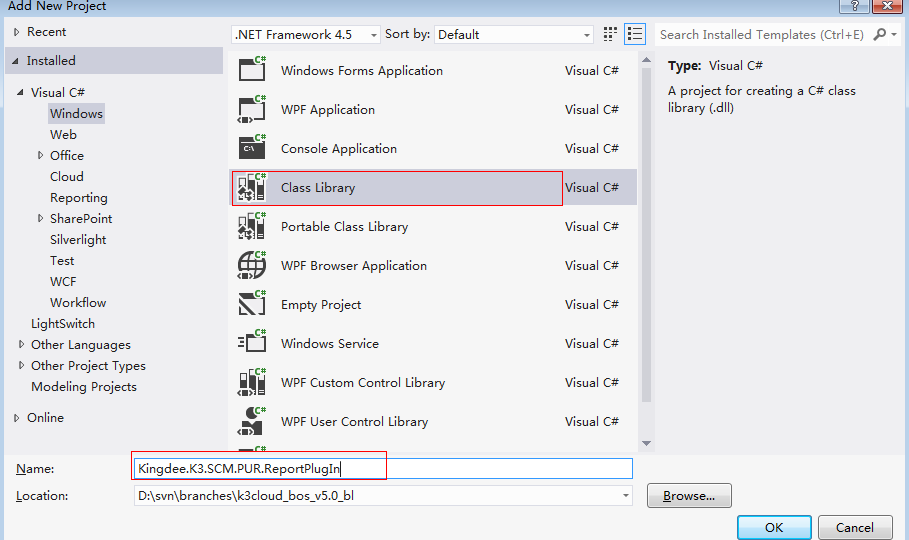 Add New Project
?
Recent
.NET Framework 4.5
Sort by:
Default
Search Installed Templates (Ctrl+E)
Installed
Visual C#
Windows
Web
Office
Cloud
Reporting
SharePoint
Silverlight
Test
WCF
Workflow
LightSwitch
Other Languages
Other Project Types
Modeling Projects
Online
C# Windows Forms Application Visual C#
C# WPF Application Visual C#
C# C:\ Console Application Visual C#
C# Class Library Visual C#
C# Portable Class Library Visual C#
C# WPF Browser Application Visual C#
C# Empty Project Visual C#
C# Windows Service Visual C#
C# WPF Custom Control Library Visual C#
C# WPF User Control Library Visual C#
C#
Type: Visual C#
A project for creating a C# class
library (.dll)
Name: Kingdee.K3.SCM.PUR.ReportPlugIn
Location: D:\svn\branches\k3cloud_bos_v5.0_bl
Browse...
OK
Cancel